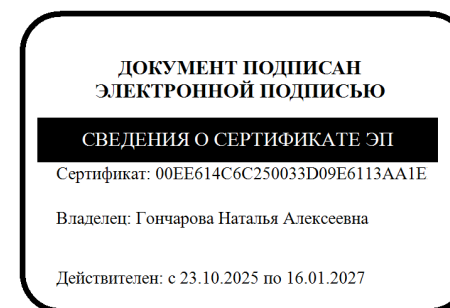 ДОКУМЕНТ ПОДПИСАН
ЭЛЕКТРОННОЙ ПОДПИСЬЮ
СВЕДЕНИЯ О СЕРТИФИКАТЕ ЭП
Сертификат: 00EE614C6C250033D09E6113AA1E
Владелец: Гончарова Наталья Алексеевна
Действителен: с 23.10.2025 по 16.01.2027